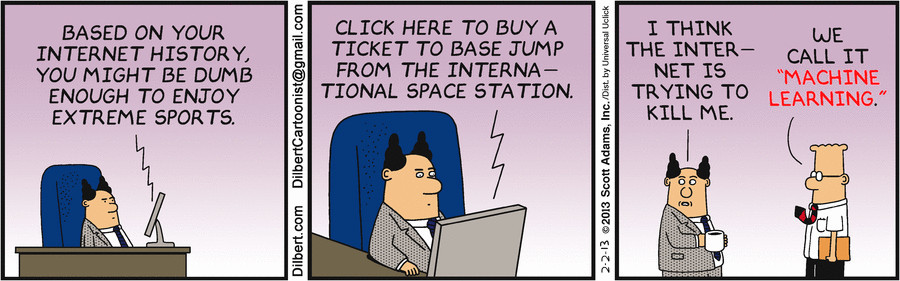 BASED ON YOUR
INTERNET HISTORY,
YOU MIGHT BE DUMB
ENOUGH TO ENJOY
EXTREME SPORTS.
Dilbert.com DilbertCartoonist@gmail.com
CLICK HERE TO BUY A
TICKET TO BASE JUMP
FROM THE INTERNA-
TIONAL SPACE STATION.
2-2-13 ©2013 Scott Adams, Inc./Dist. by Universal Uclick
I THINK
THE INTER-
NET IS
TRYING TO
KILL ME.
WE
CALL IT
"MACHINE
LEARNING."